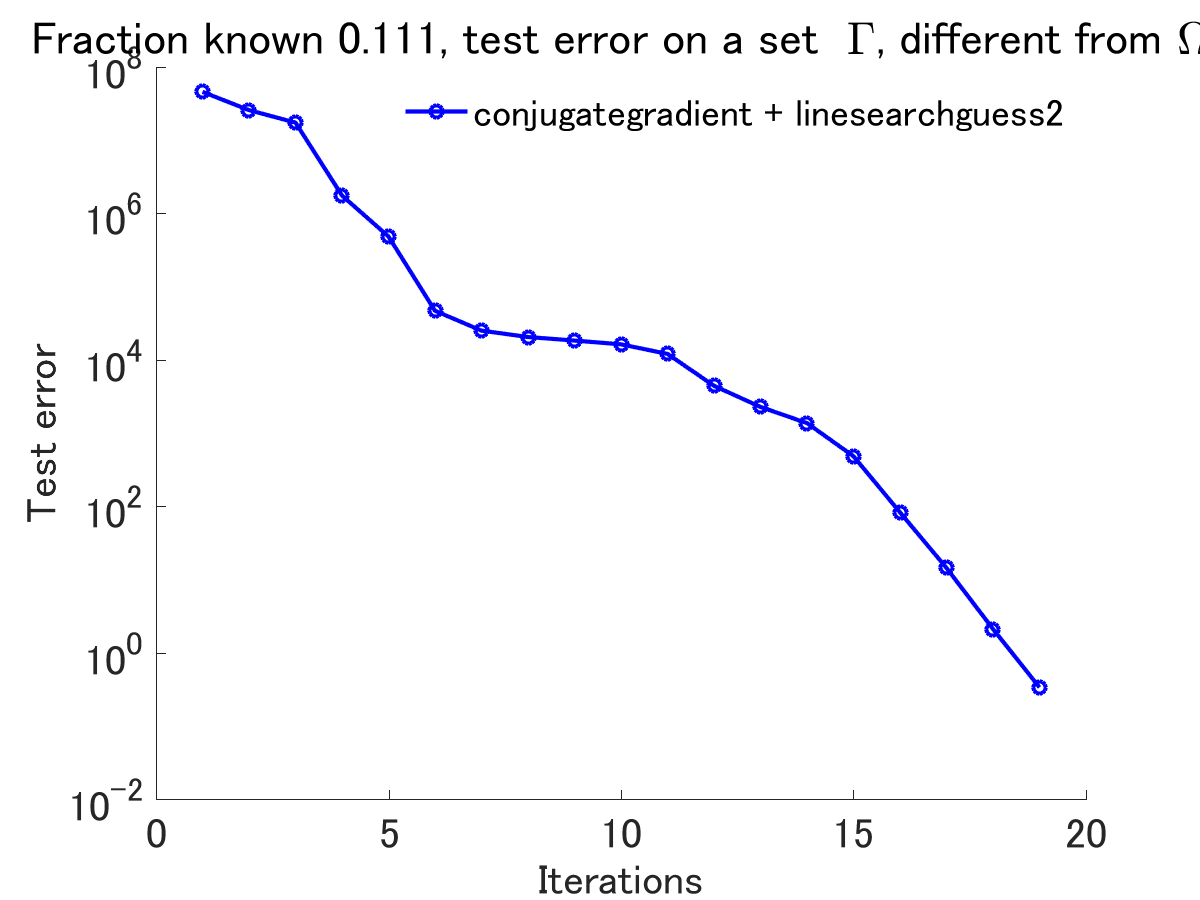 Fraction known 0.111, test error on a set Γ, different from Ω
10^8
conjugategradient + linesearchguess2
10^6
10^4
Test error
10^2
10^0
10^-2
0 5 10 15 20
Iterations